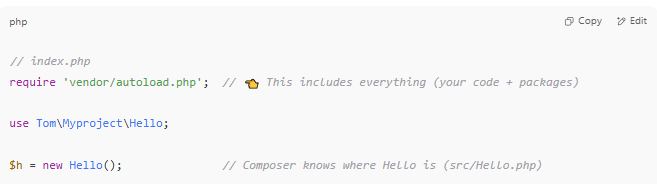 php Copy Edit
// index.php
require 'vendor/autoload.php'; // 👈 This includes everything (your code + packages)
use Tom\Myproject\Hello;
$h = new Hello(); // Composer knows where Hello is (src/Hello.php)